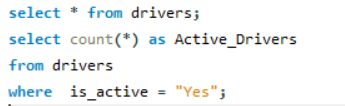 select * from drivers;
select count(*) as Active_Drivers
from drivers
where  is_active = "Yes";